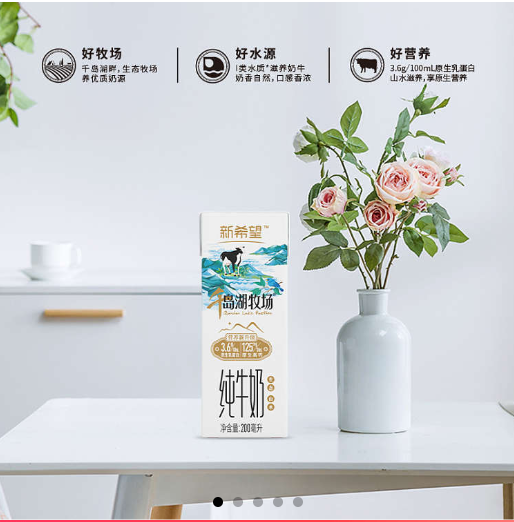 好牧场
千岛湖畔,生态牧场
养优质奶源
好水源
I类水质*滋养奶牛
奶香自然,口感香浓
好营养
3.6g/100mL原生乳蛋白
山水滋养,享原生营养
新希望™
千岛湖牧场
纯牛奶
净含量:200毫升